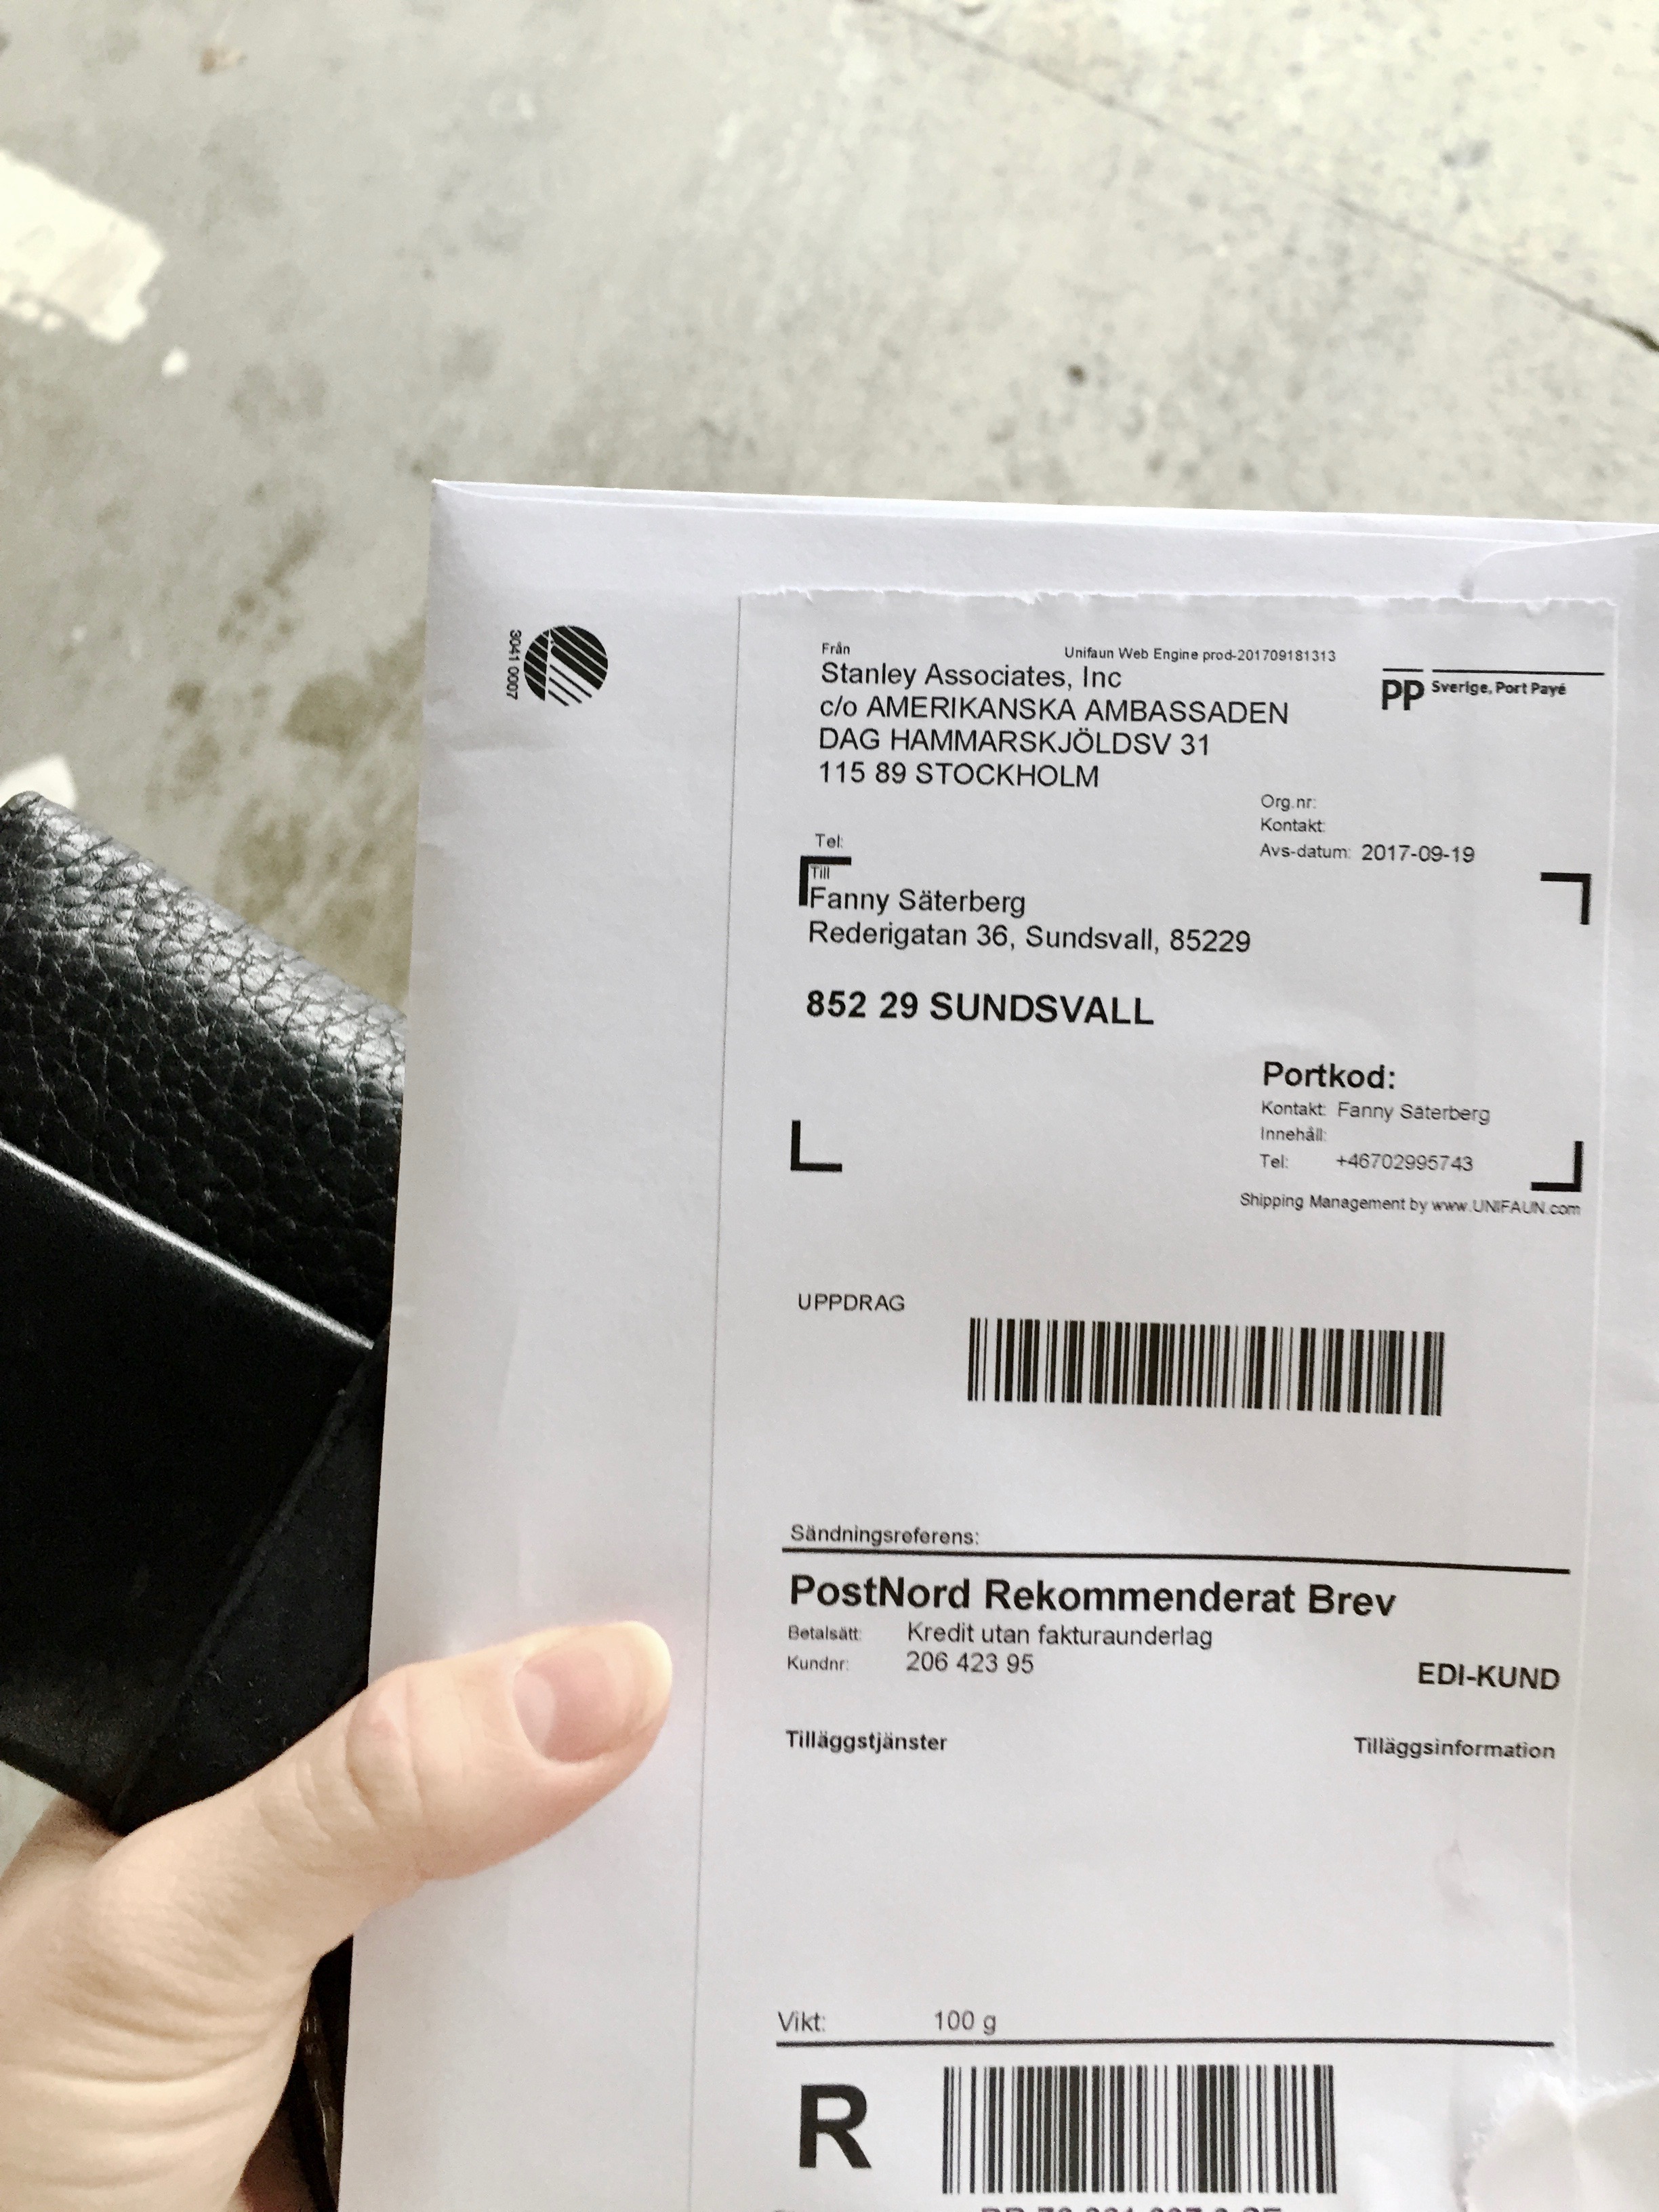 3041 0007
Från
Unifaun Web Engine prod-201709181313
Stanley Associates, Inc
c/o AMERIKANSKA AMBASSADEN
DAG HAMMARSKJÖLDSV 31
115 89 STOCKHOLM
PP Sverige, Port Payé
Org.nr:
Kontakt:
Avs-datum: 2017-09-19
Tel:
Till
Fanny Säterberg
Rederigatan 36, Sundsvall, 85229
852 29 SUNDSVALL
Portkod:
Kontakt: Fanny Säterberg
Innehåll:
Tel: +46702995743
Shipping Management by www.UNIFAUN.com
UPPDRAG
Sändningsreferens:
PostNord Rekommenderat Brev
Betalsätt: Kredit utan fakturaunderlag
Kundnr: 206 423 95
EDI-KUND
Tilläggstjänster Tilläggsinformation
Vikt: 100 g
R